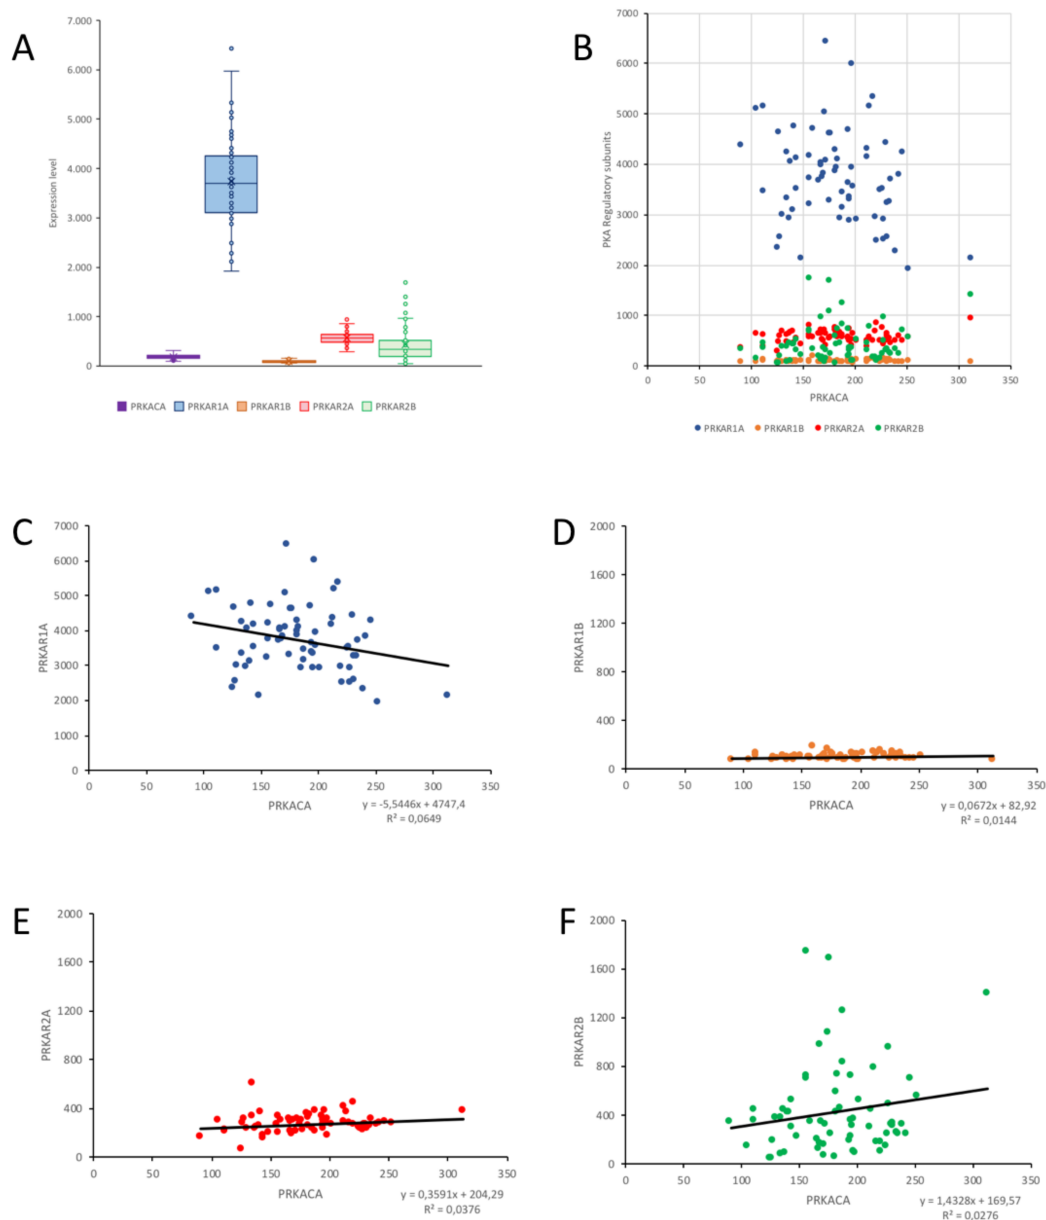 A
7.000
6.000
5.000
4.000
3.000
2.000
1.000
0
Expression level
PRKACA PRKAR1A PRKAR1B PRKAR2A PRKAR2B
B
7000
6000
5000
4000
3000
2000
1000
0
PKA Regulatory subunits
0 50 100 150 200 250 300 350
PRKACA
PRKAR1A PRKAR1B PRKAR2A PRKAR2B
C
7000
6000
5000
4000
3000
2000
1000
0
PRKAR1A
0 50 100 150 200 250 300 350
PRKACA
y = -5,5446x + 4747,4
R² = 0,0649
D
2000
1600
1200
800
400
0
PRKAR1B
0 50 100 150 200 250 300 350
PRKACA
y = 0,0672x + 82,92
R² = 0,0144
E
2000
1600
1200
800
400
0
PRKAR2A
0 50 100 150 200 250 300 350
PRKACA
y = 0,3591x + 204,29
R² = 0,0376
F
2000
1600
1200
800
400
0
PRKAR2B
0 50 100 150 200 250 300 350
PRKACA
y = 1,4328x + 169,57
R² = 0,0276